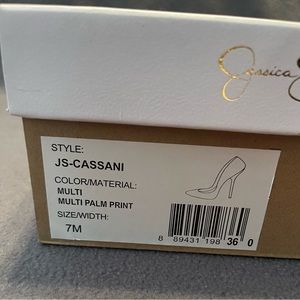 Jessica
STYLE:
JS-CASSANI
COLOR/MATERIAL:
MULTI
MULTI PALM PRINT
SIZE/WIDTH:
7M
8 89431 198 36 0